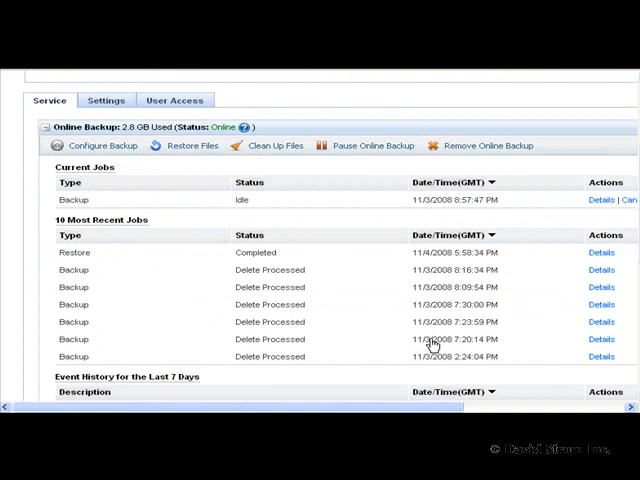 Service Settings User Access
Online Backup: 2.8 GB Used (Status: Online ? )
Configure Backup Restore Files Clean Up Files Pause Online Backup Remove Online Backup
Current Jobs
Type Status Date/Time(GMT) Actions
Backup Idle 11/3/2008 8:57:47 PM Details | Can
10 Most Recent Jobs
Type Status Date/Time(GMT) Actions
Restore Completed 11/4/2008 5:58:34 PM Details
Backup Delete Processed 11/3/2008 8:16:34 PM Details
Backup Delete Processed 11/3/2008 8:09:54 PM Details
Backup Delete Processed 11/3/2008 7:30:00 PM Details
Backup Delete Processed 11/3/2008 7:23:59 PM Details
Backup Delete Processed 11/3/2008 7:20:14 PM Details
Backup Delete Processed 11/3/2008 2:24:04 PM Details
Event History for the Last 7 Days
Description Date/Time(GMT) Actions
© David Strom Inc.